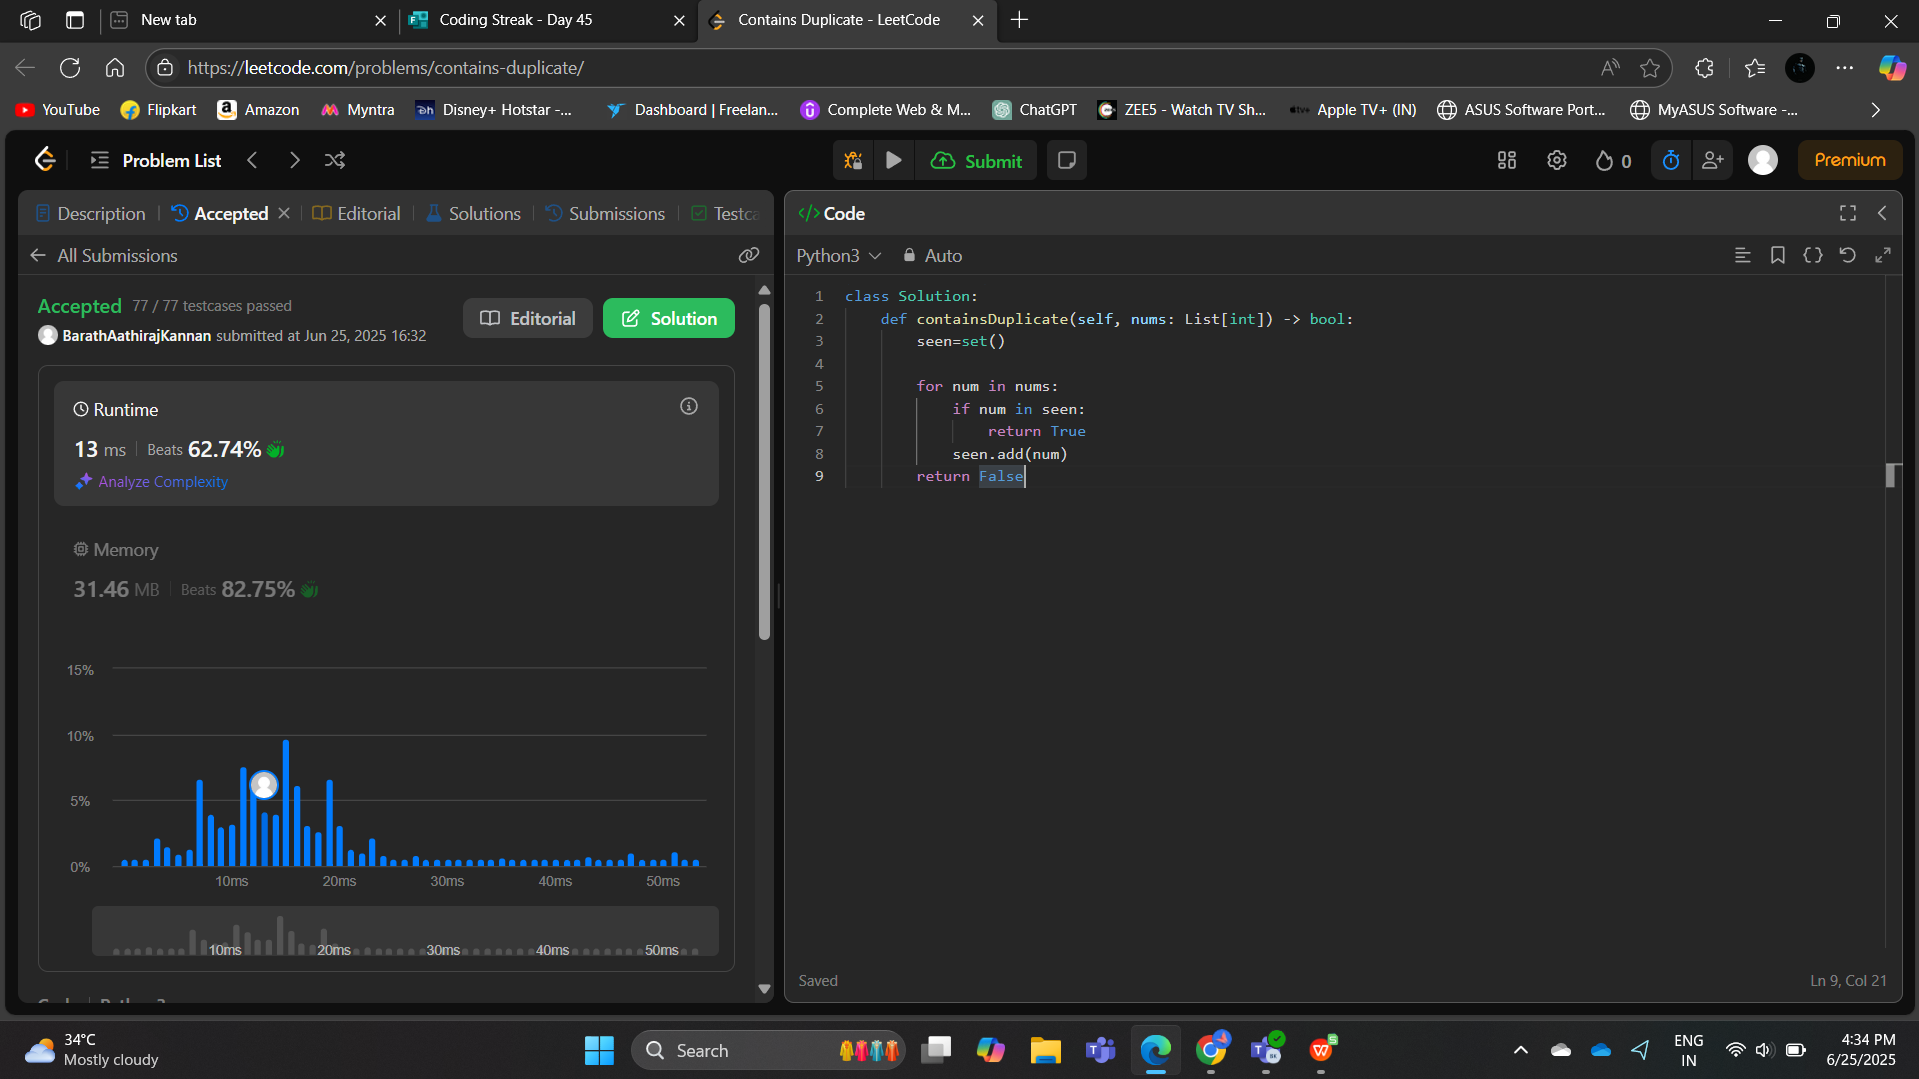 New tab
Coding Streak - Day 45
Contains Duplicate - LeetCode
https://leetcode.com/problems/contains-duplicate/
YouTube
Flipkart
Amazon
Myntra
Disney+ Hotstar -...
Dashboard | Freelan...
Complete Web & M...
ChatGPT
ZEE5 - Watch TV Sh...
Apple TV+ (IN)
ASUS Software Port...
MyASUS Software -...
Problem List
Submit
0
Premium
Description
Accepted
Editorial
Solutions
Submissions
Testca
All Submissions
Accepted 77 / 77 testcases passed
BarathAathirajKannan submitted at Jun 25, 2025 16:32
Editorial
Solution
Runtime
13 ms | Beats 62.74%
Analyze Complexity
Memory
31.46 MB | Beats 82.75%
15%
10%
5%
0%
10ms 20ms 30ms 40ms 50ms
10ms 20ms 30ms 40ms 50ms
</> Code
Python3
Auto
1 class Solution:
2 def containsDuplicate(self, nums: List[int]) -> bool:
3 seen=set()
4
5 for num in nums:
6 if num in seen:
7 return True
8 seen.add(num)
9 return False
Saved
Ln 9, Col 21
34°C
Mostly cloudy
Search
ENG
IN
4:34 PM
6/25/2025